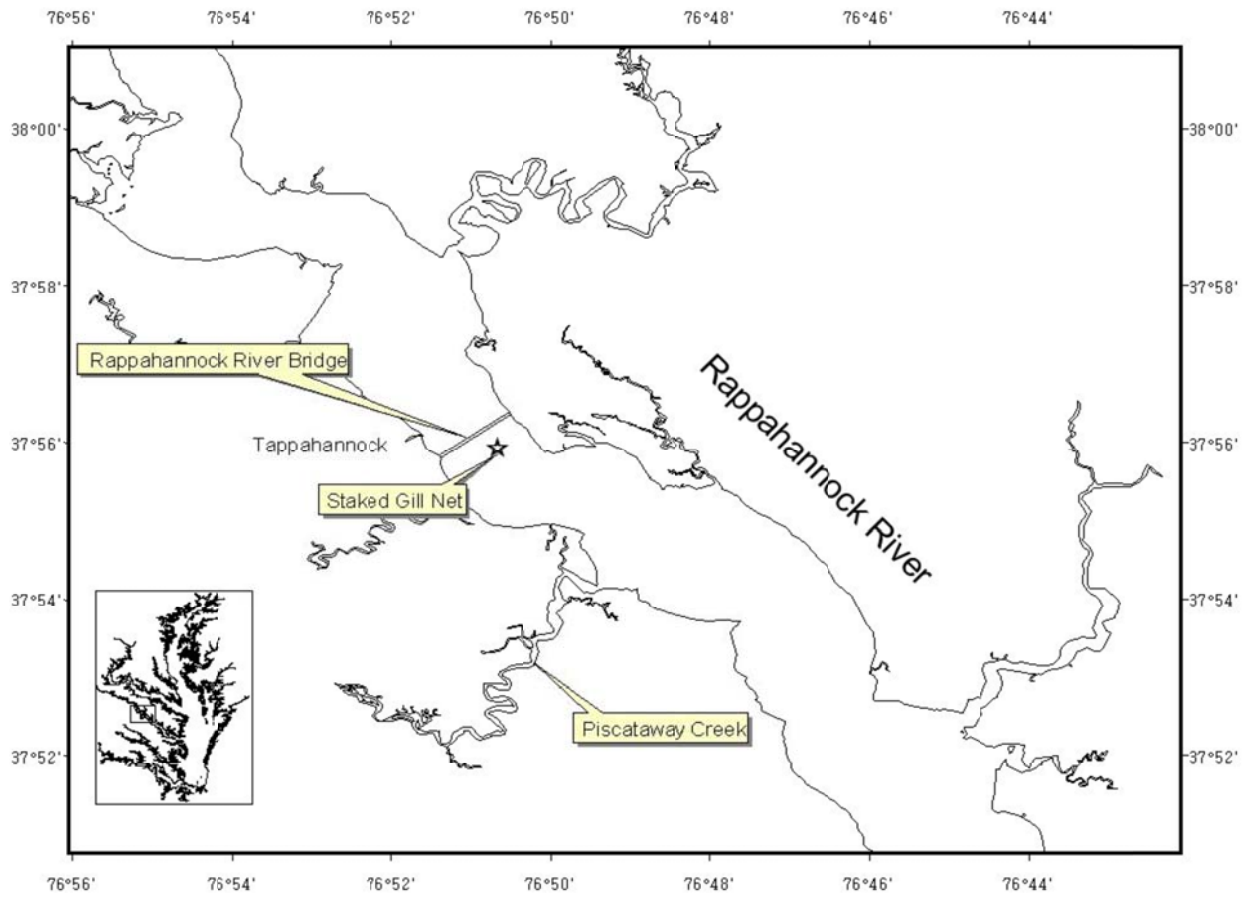 76°56' 76°54' 76°52' 76°50' 76°48' 76°46' 76°44'
38°00' 38°00'
37°58' 37°58'
Rappahannock River Bridge
Rappahannock River
37°56' 37°56'
Tappahannock
Staked Gill Net
37°54' 37°54'
Piscataway Creek
37°52' 37°52'
76°56' 76°54' 76°52' 76°50' 76°48' 76°46' 76°44'